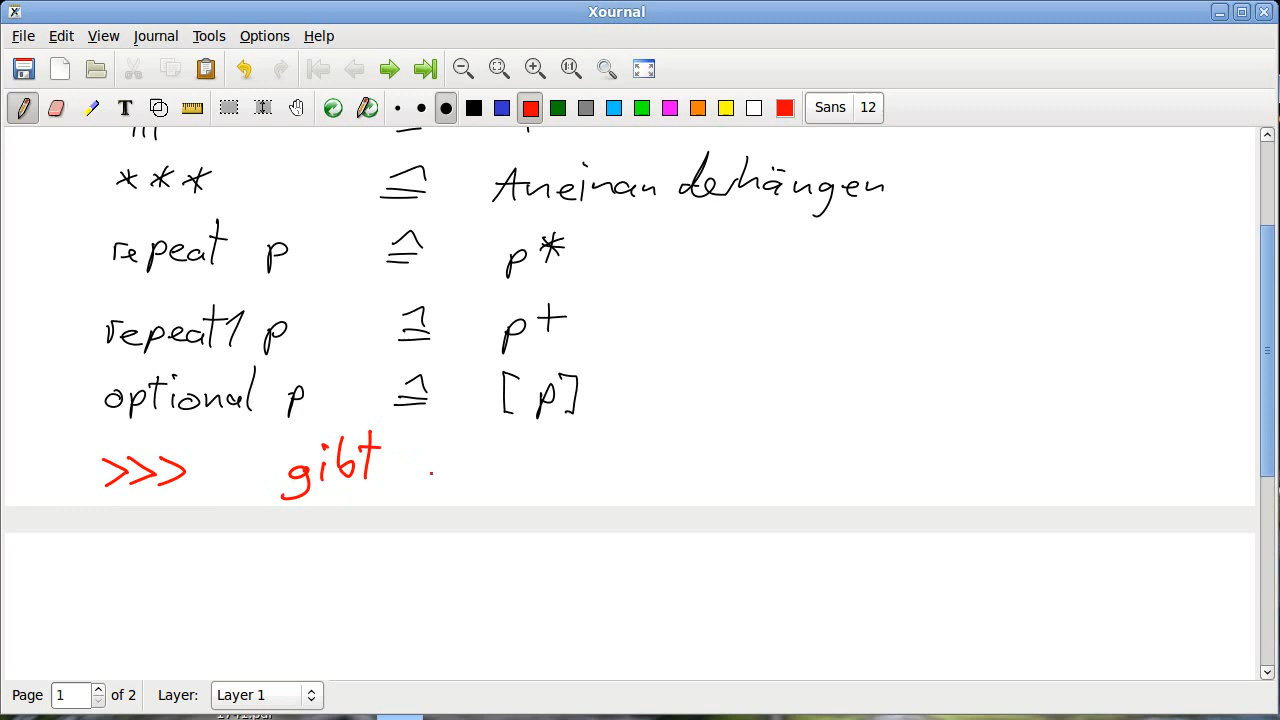 Xournal
File Edit View Journal Tools Options Help
Sans 12
||| ≙
*** ≙ Aneinanderhängen
repeat p ≙ p*
repeat1 p ≙ p+
optional p ≙ [p]
>>> gibt
Page 1 of 2 Layer: Layer 1